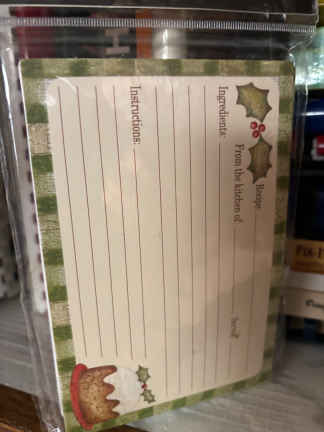 Recipe:
From the kitchen of:
Serves:
Ingredients:
Instructions: